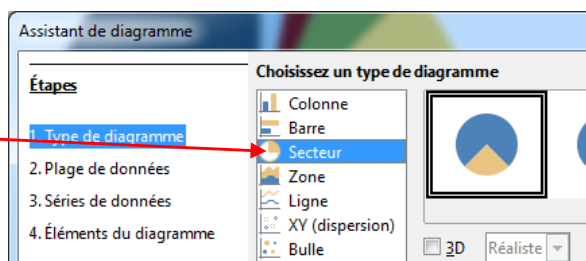 Assistant de diagramme
Étapes
1. Type de diagramme
2. Plage de données
3. Séries de données
4. Éléments du diagramme
Choisissez un type de diagramme
Colonne
Barre
Secteur
Zone
Ligne
XY (dispersion)
Bulle
3D
Réaliste